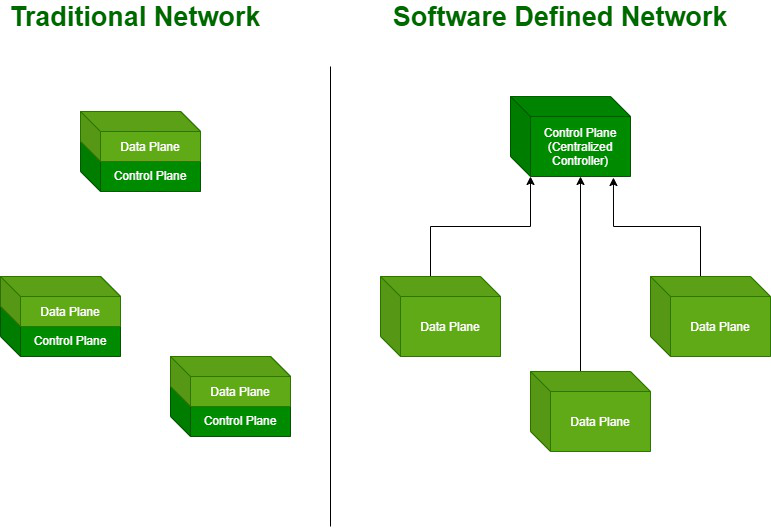 Traditional Network
Software Defined Network
Data Plane
Control Plane
Data Plane
Control Plane
Data Plane
Control Plane
Control Plane
(Centralized
Controller)
Data Plane
Data Plane
Data Plane